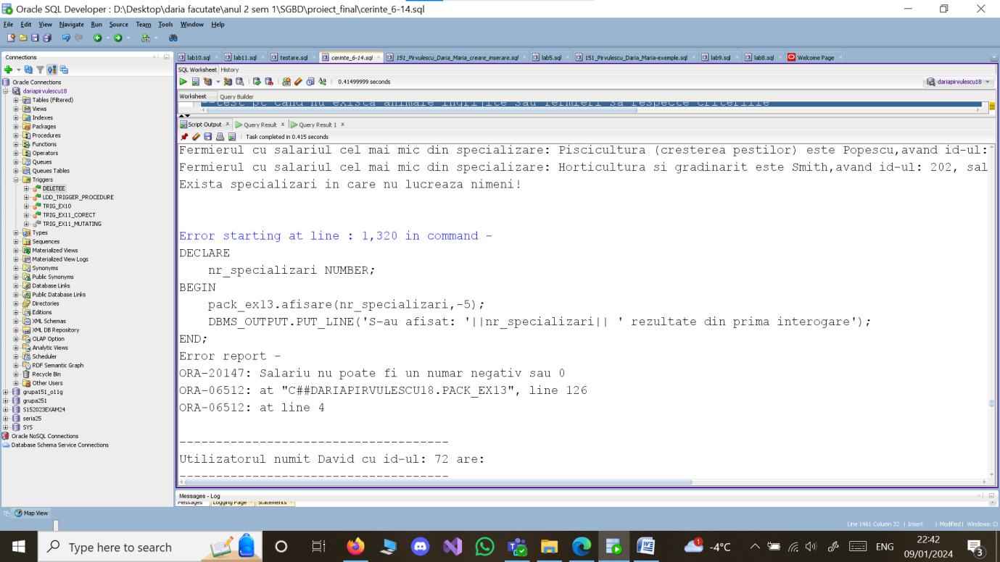 Oracle SQL Developer : D:\Desktop\daria facutate\anul 2 sem 1\SGBD\proiect_final\cerinte_6-14.sql
File Edit View Navigate Run Source Team Tools Window Help
Connections
Oracle Connections
dariapirvulescu18
Tables (Filtered)
Views
Indexes
Packages
Procedures
Functions
Operators
Queues
Queues Tables
Triggers
DELETEE
LDD_TRIGGER_PROCEDURE
TRIG_EX10
TRIG_EX11_CORECT
TRIG_EX11_MUTATING
Types
Sequences
Materialized Views
Materialized View Logs
Synonyms
Public Synonyms
Database Links
Public Database Links
Directories
Editions
XML Schemas
XML DB Repository
OLAP Option
Analytic Views
Scheduler
RDF Semantic Graph
Recycle Bin
Other Users
grupa151_o11g
grupa251
S152023EXAM24
seria25
SYS
Oracle NoSQL Connections
Database Schema Service Connections
lab10.sql lab11.sql testare.sql cerinte_6-14.sql 151_Pirvulescu_Daria_Maria_creare_inserare.sql lab5.sql 151_Pirvulescu_Daria_Maria-exemple.sql lab9.sql lab8.sql Welcome Page
SQL Worksheet History
0.41499999 seconds
dariapirvulescu18
Worksheet Query Builder
--test pt cand nu exista animale ingrijite sau fermieri sa respecte criteriile
Script Output Query Result Query Result 1
Task completed in 0.415 seconds
Fermierul cu salariul cel mai mic din specializare: Piscicultura (cresterea pestilor) este Popescu,avand id-ul:
Fermierul cu salariul cel mai mic din specializare: Horticultura si gradinarit este Smith,avand id-ul: 202, sal
Exista specializari in care nu lucreaza nimeni!
Error starting at line : 1,320 in command -
DECLARE
nr_specializari NUMBER;
BEGIN
pack_ex13.afisare(nr_specializari,-5);
DBMS_OUTPUT.PUT_LINE('S-au afisat: '||nr_specializari|| ' rezultate din prima interogare');
END;
Error report -
ORA-20147: Salariu nu poate fi un numar negativ sau 0
ORA-06512: at "C##DARIAPIRVULESCU18.PACK_EX13", line 126
ORA-06512: at line 4
-------------------------------------
Utilizatorul numit David cu id-ul: 72 are:
-------------------------------------
Messages - Log
Messages Logging Page Statements
Map View
Line 1461 Column 32 | Insert | Modified | Windows: C
Type here to search
1
-4°C
ENG
22:42
09/01/2024
3